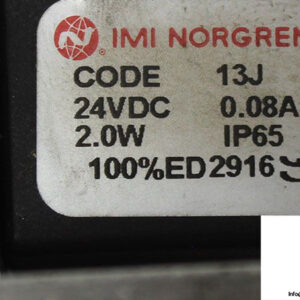 IMI NORGREN
CODE 13J
24VDC 0.08A
2.0W IP65
100%ED 2916